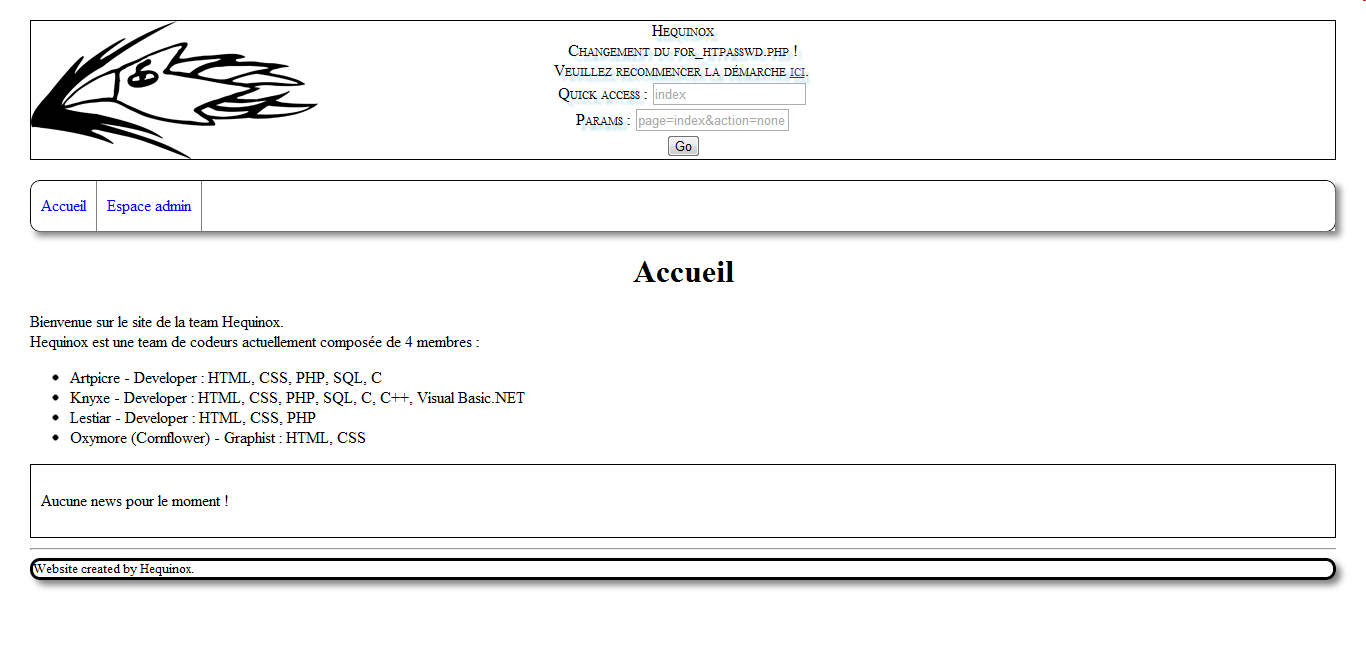 Hequinox
Changement du for_htpasswd.php !
Veuillez recommencer la démarche ici.
Quick access : index
Params : page=index&action=none
Go
Accueil Espace admin
Accueil
Bienvenue sur le site de la team Hequinox.
Hequinox est une team de codeurs actuellement composée de 4 membres :
Artpicre - Developer : HTML, CSS, PHP, SQL, C
Knyxe - Developer : HTML, CSS, PHP, SQL, C, C++, Visual Basic.NET
Lestiar - Developer : HTML, CSS, PHP
Oxymore (Cornflower) - Graphist : HTML, CSS
Aucune news pour le moment !
Website created by Hequinox.